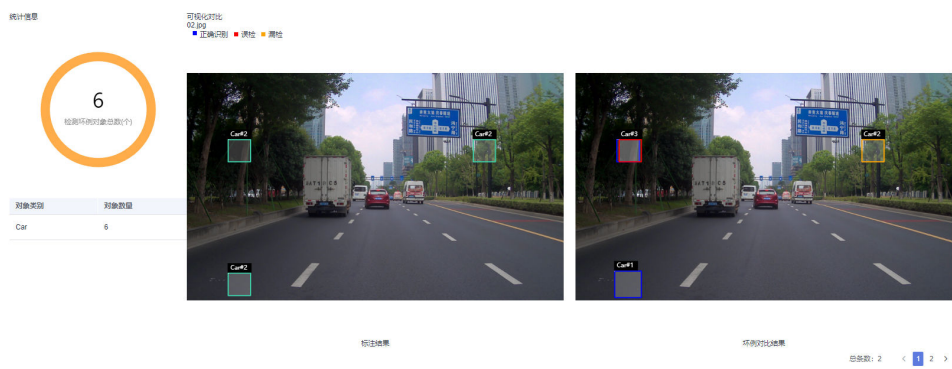 统计信息
可视化对比
02.jpg
正确识别 误检 漏检
6
检测坏例对象总数(个)
对象类别 对象数量
Car 6
Car#2
Car#2
Car#2
Car#3
Car#2
Car#1
标注结果
坏例对比结果
总条数: 2 < 1 2 >